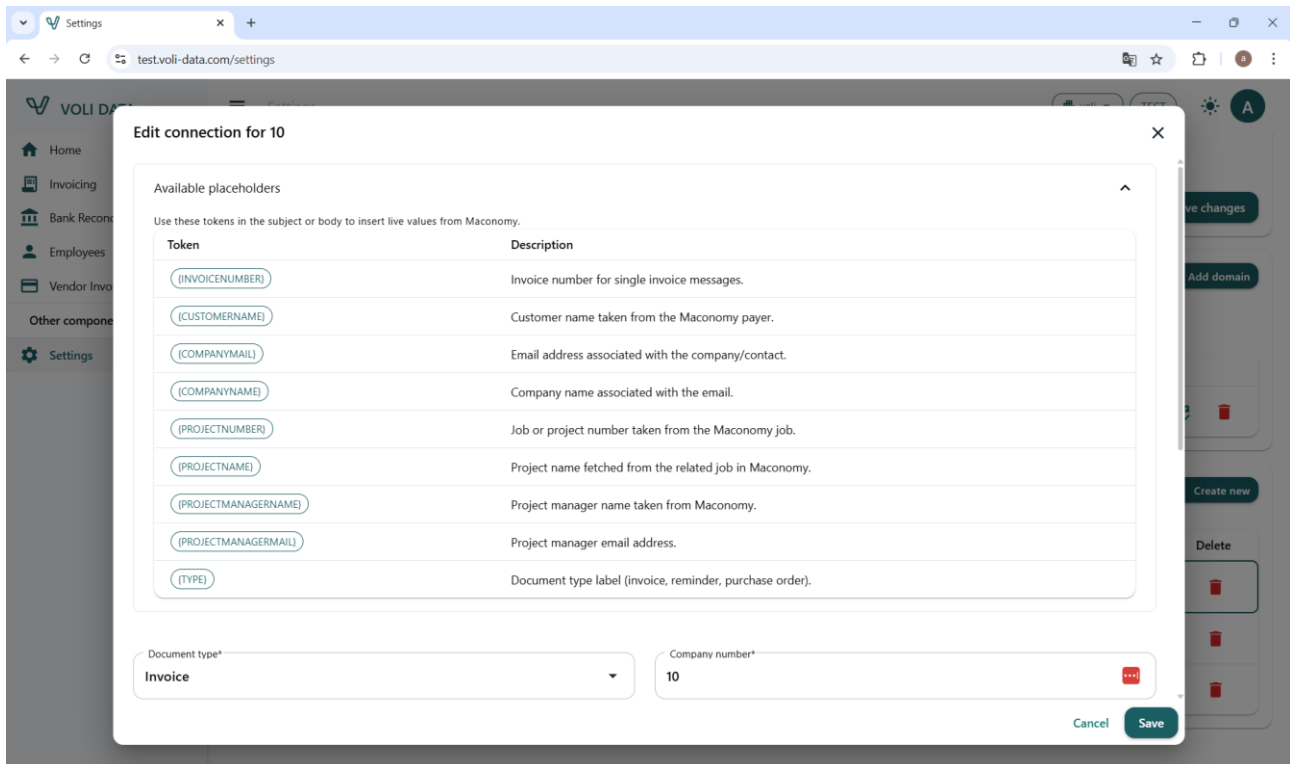 Settings
test.voli-data.com/settings
a
VOLI DATA
Settings
voli
TEST
A
Home
Invoicing
Bank Recon
Employees
Vendor Invo
Other compone
Settings
ve changes
Add domain
Create new
Delete
Edit connection for 10
Available placeholders
Use these tokens in the subject or body to insert live values from Maconomy.
Token Description
{INVOICENUMBER} Invoice number for single invoice messages.
{CUSTOMERNAME} Customer name taken from the Maconomy payer.
{COMPANYMAIL} Email address associated with the company/contact.
{COMPANYNAME} Company name associated with the email.
{PROJECTNUMBER} Job or project number taken from the Maconomy job.
{PROJECTNAME} Project name fetched from the related job in Maconomy.
{PROJECTMANAGERNAME} Project manager name taken from Maconomy.
{PROJECTMANAGERMAIL} Project manager email address.
{TYPE} Document type label (invoice, reminder, purchase order).
Document type*
Invoice
Company number*
10
Cancel
Save